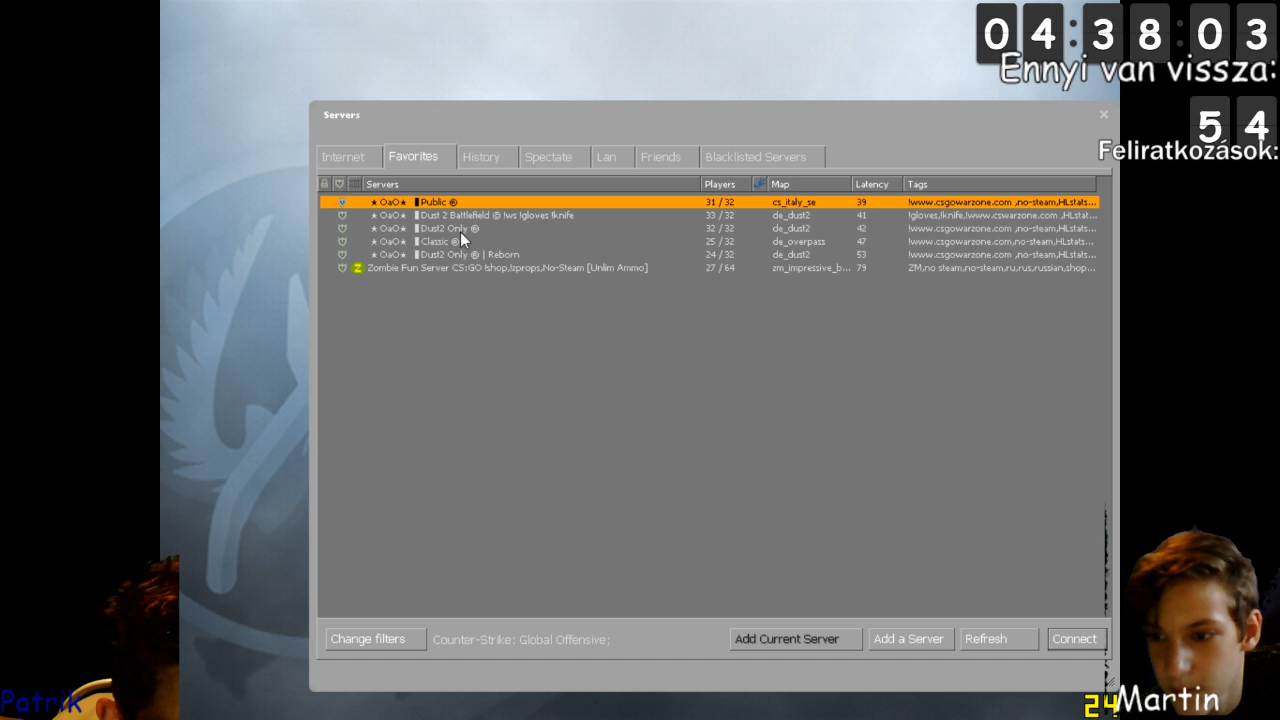 04:38:03
Ennyi van vissza:
54
Feliratkozások:
Servers
Internet Favorites History Spectate Lan Friends Blacklisted Servers
Servers Players Map Latency Tags
★ OaO★ ▌Public ® 31 / 32 cs_italy_se 39 !www.csgowarzone.com ,no-steam,HLstats...
★ OaO★ ▌Dust 2 Battlefield © !ws !gloves !knife 33 / 32 de_dust2 41 !gloves,!knife,!www.cswarzone.com ,HLstat...
★ OaO★ ▌Dust2 Only ® 32 / 32 de_dust2 42 !www.csgowarzone.com ,no-steam,HLstats...
★ OaO★ ▌Classic ® 25 / 32 de_overpass 47 !www.csgowarzone.com,no-steam,HLstats...
★ OaO★ ▌Dust2 Only ® | Reborn 24 / 32 de_dust2 53 !www.csgowarzone.com ,no-steam,HLstats...
Z Zombie Fun Server CS:GO !shop,!zprops,No-Steam [Unlim Ammo] 27 / 64 zm_impressive_b... 79 ZM,no steam,no-steam,ru,rus,russian,shop...
Change filters Counter-Strike: Global Offensive; Add Current Server Add a Server Refresh Connect
Patrik
24 Martin